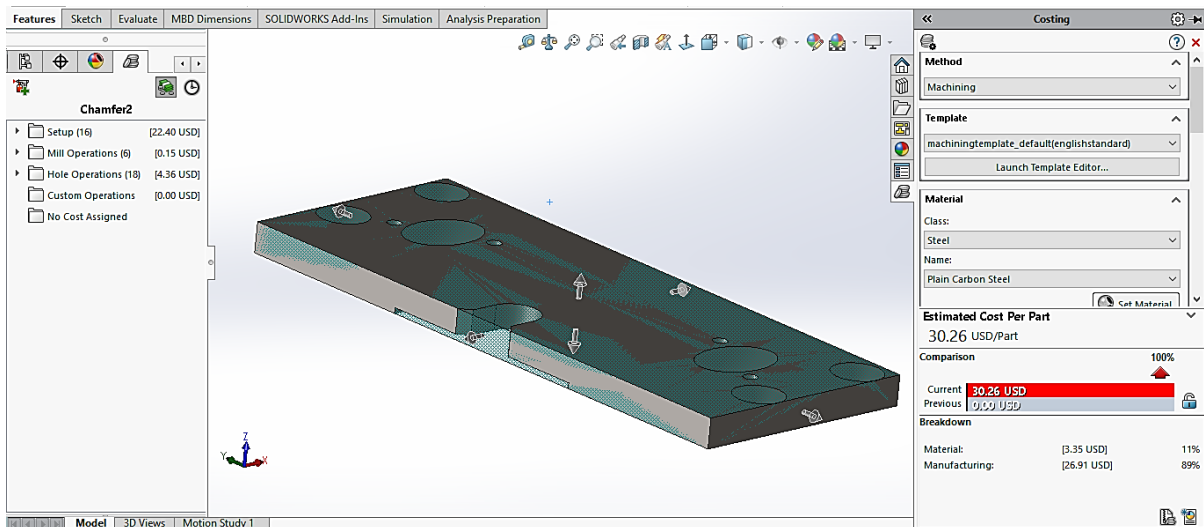 Features Sketch Evaluate MBD Dimensions SOLIDWORKS Add-Ins Simulation Analysis Preparation
Chamfer2
Setup (16) [22.40 USD]
Mill Operations (6) [0.15 USD]
Hole Operations (18) [4.36 USD]
Custom Operations [0.00 USD]
No Cost Assigned
Z
Y
X
Model 3D Views Motion Study 1
Costing
Method
Machining
Template
machiningtemplate_default(englishstandard)
Launch Template Editor...
Material
Class:
Steel
Name:
Plain Carbon Steel
Set Material
Estimated Cost Per Part
30.26 USD/Part
Comparison 100%
Current 30.26 USD
Previous 0.00 USD
Breakdown
Material: [3.35 USD] 11%
Manufacturing: [26.91 USD] 89%